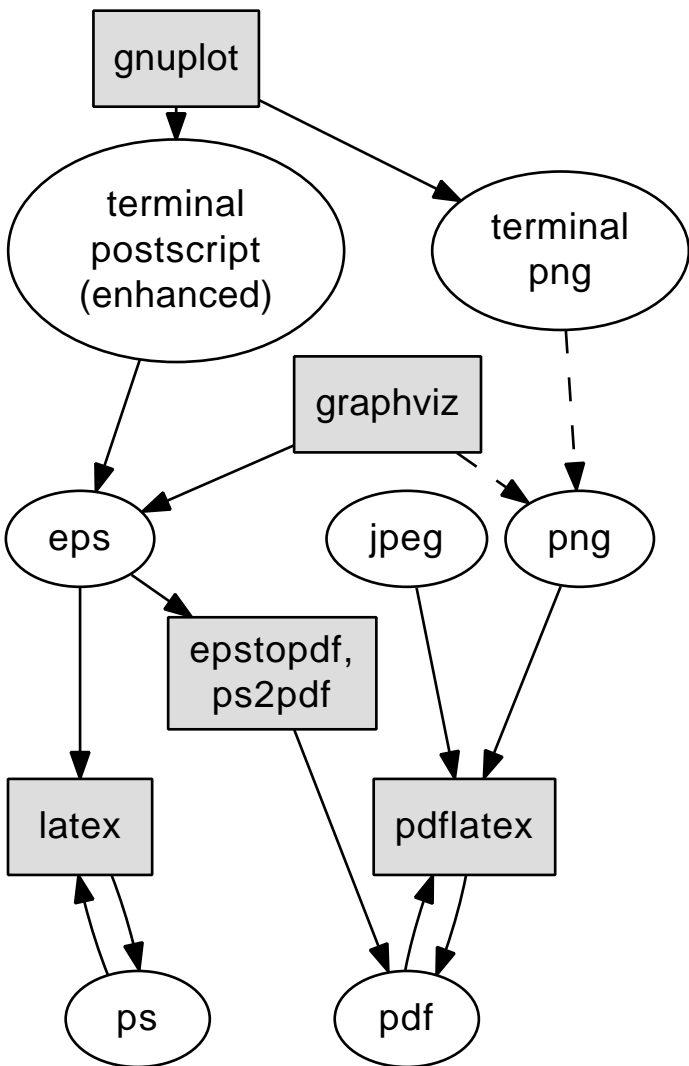 gnuplot
terminal
postscript
(enhanced)
terminal
png
graphviz
eps
jpeg
png
epstopdf,
ps2pdf
latex
pdflatex
ps
pdf